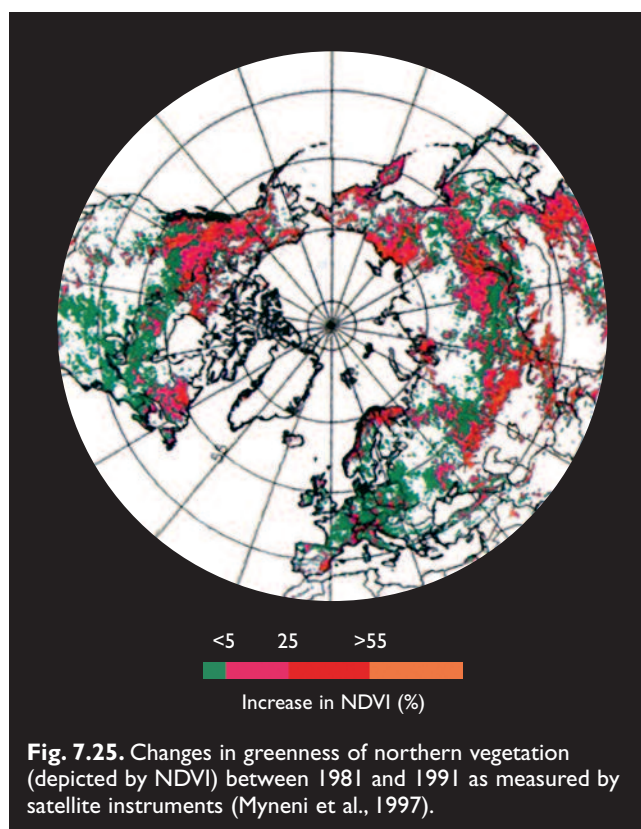 <5 25 >55
Increase in NDVI (%)
Fig. 7.25. Changes in greenness of northern vegetation
(depicted by NDVI) between 1981 and 1991 as measured by
satellite instruments (Myneni et al., 1997).